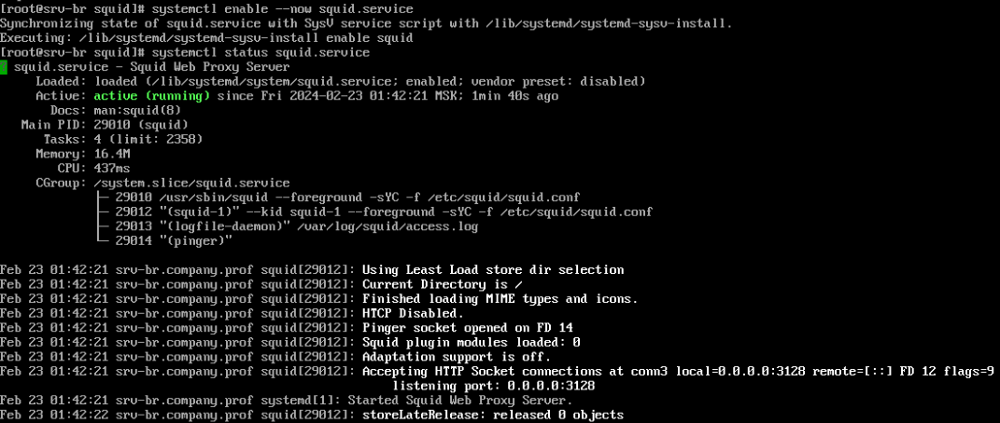 [root@srv-br squid]# systemctl enable --now squid.service
Synchronizing state of squid.service with SysV service script with /lib/systemd/systemd-sysv-install.
Executing: /lib/systemd/systemd-sysv-install enable squid
[root@srv-br squid]# systemctl status squid.service
squid.service - Squid Web Proxy Server
Loaded: loaded (/lib/systemd/system/squid.service; enabled; vendor preset: disabled)
Active: active (running) since Fri 2024-02-23 01:42:21 MSK; 1min 40s ago
Docs: man:squid(8)
Main PID: 29010 (squid)
Tasks: 4 (limit: 2358)
Memory: 16.4M
CPU: 437ms
CGroup: /system.slice/squid.service
├─ 29010 /usr/sbin/squid --foreground -sYC -f /etc/squid/squid.conf
├─ 29012 "(squid-1)" --kid squid-1 --foreground -sYC -f /etc/squid/squid.conf
├─ 29013 "(logfile-daemon)" /var/log/squid/access.log
└─ 29014 "(pinger)"
Feb 23 01:42:21 srv-br.company.prof squid[29012]: Using Least Load store dir selection
Feb 23 01:42:21 srv-br.company.prof squid[29012]: Current Directory is /
Feb 23 01:42:21 srv-br.company.prof squid[29012]: Finished loading MIME types and icons.
Feb 23 01:42:21 srv-br.company.prof squid[29012]: HTCP Disabled.
Feb 23 01:42:21 srv-br.company.prof squid[29012]: Pinger socket opened on FD 14
Feb 23 01:42:21 srv-br.company.prof squid[29012]: Squid plugin modules loaded: 0
Feb 23 01:42:21 srv-br.company.prof squid[29012]: Adaptation support is off.
Feb 23 01:42:21 srv-br.company.prof squid[29012]: Accepting HTTP Socket connections at conn3 local=0.0.0.0:3128 remote=[::] FD 12 flags=9
listening port: 0.0.0.0:3128
Feb 23 01:42:21 srv-br.company.prof systemd[1]: Started Squid Web Proxy Server.
Feb 23 01:42:22 srv-br.company.prof squid[29012]: storeLateRelease: released 0 objects